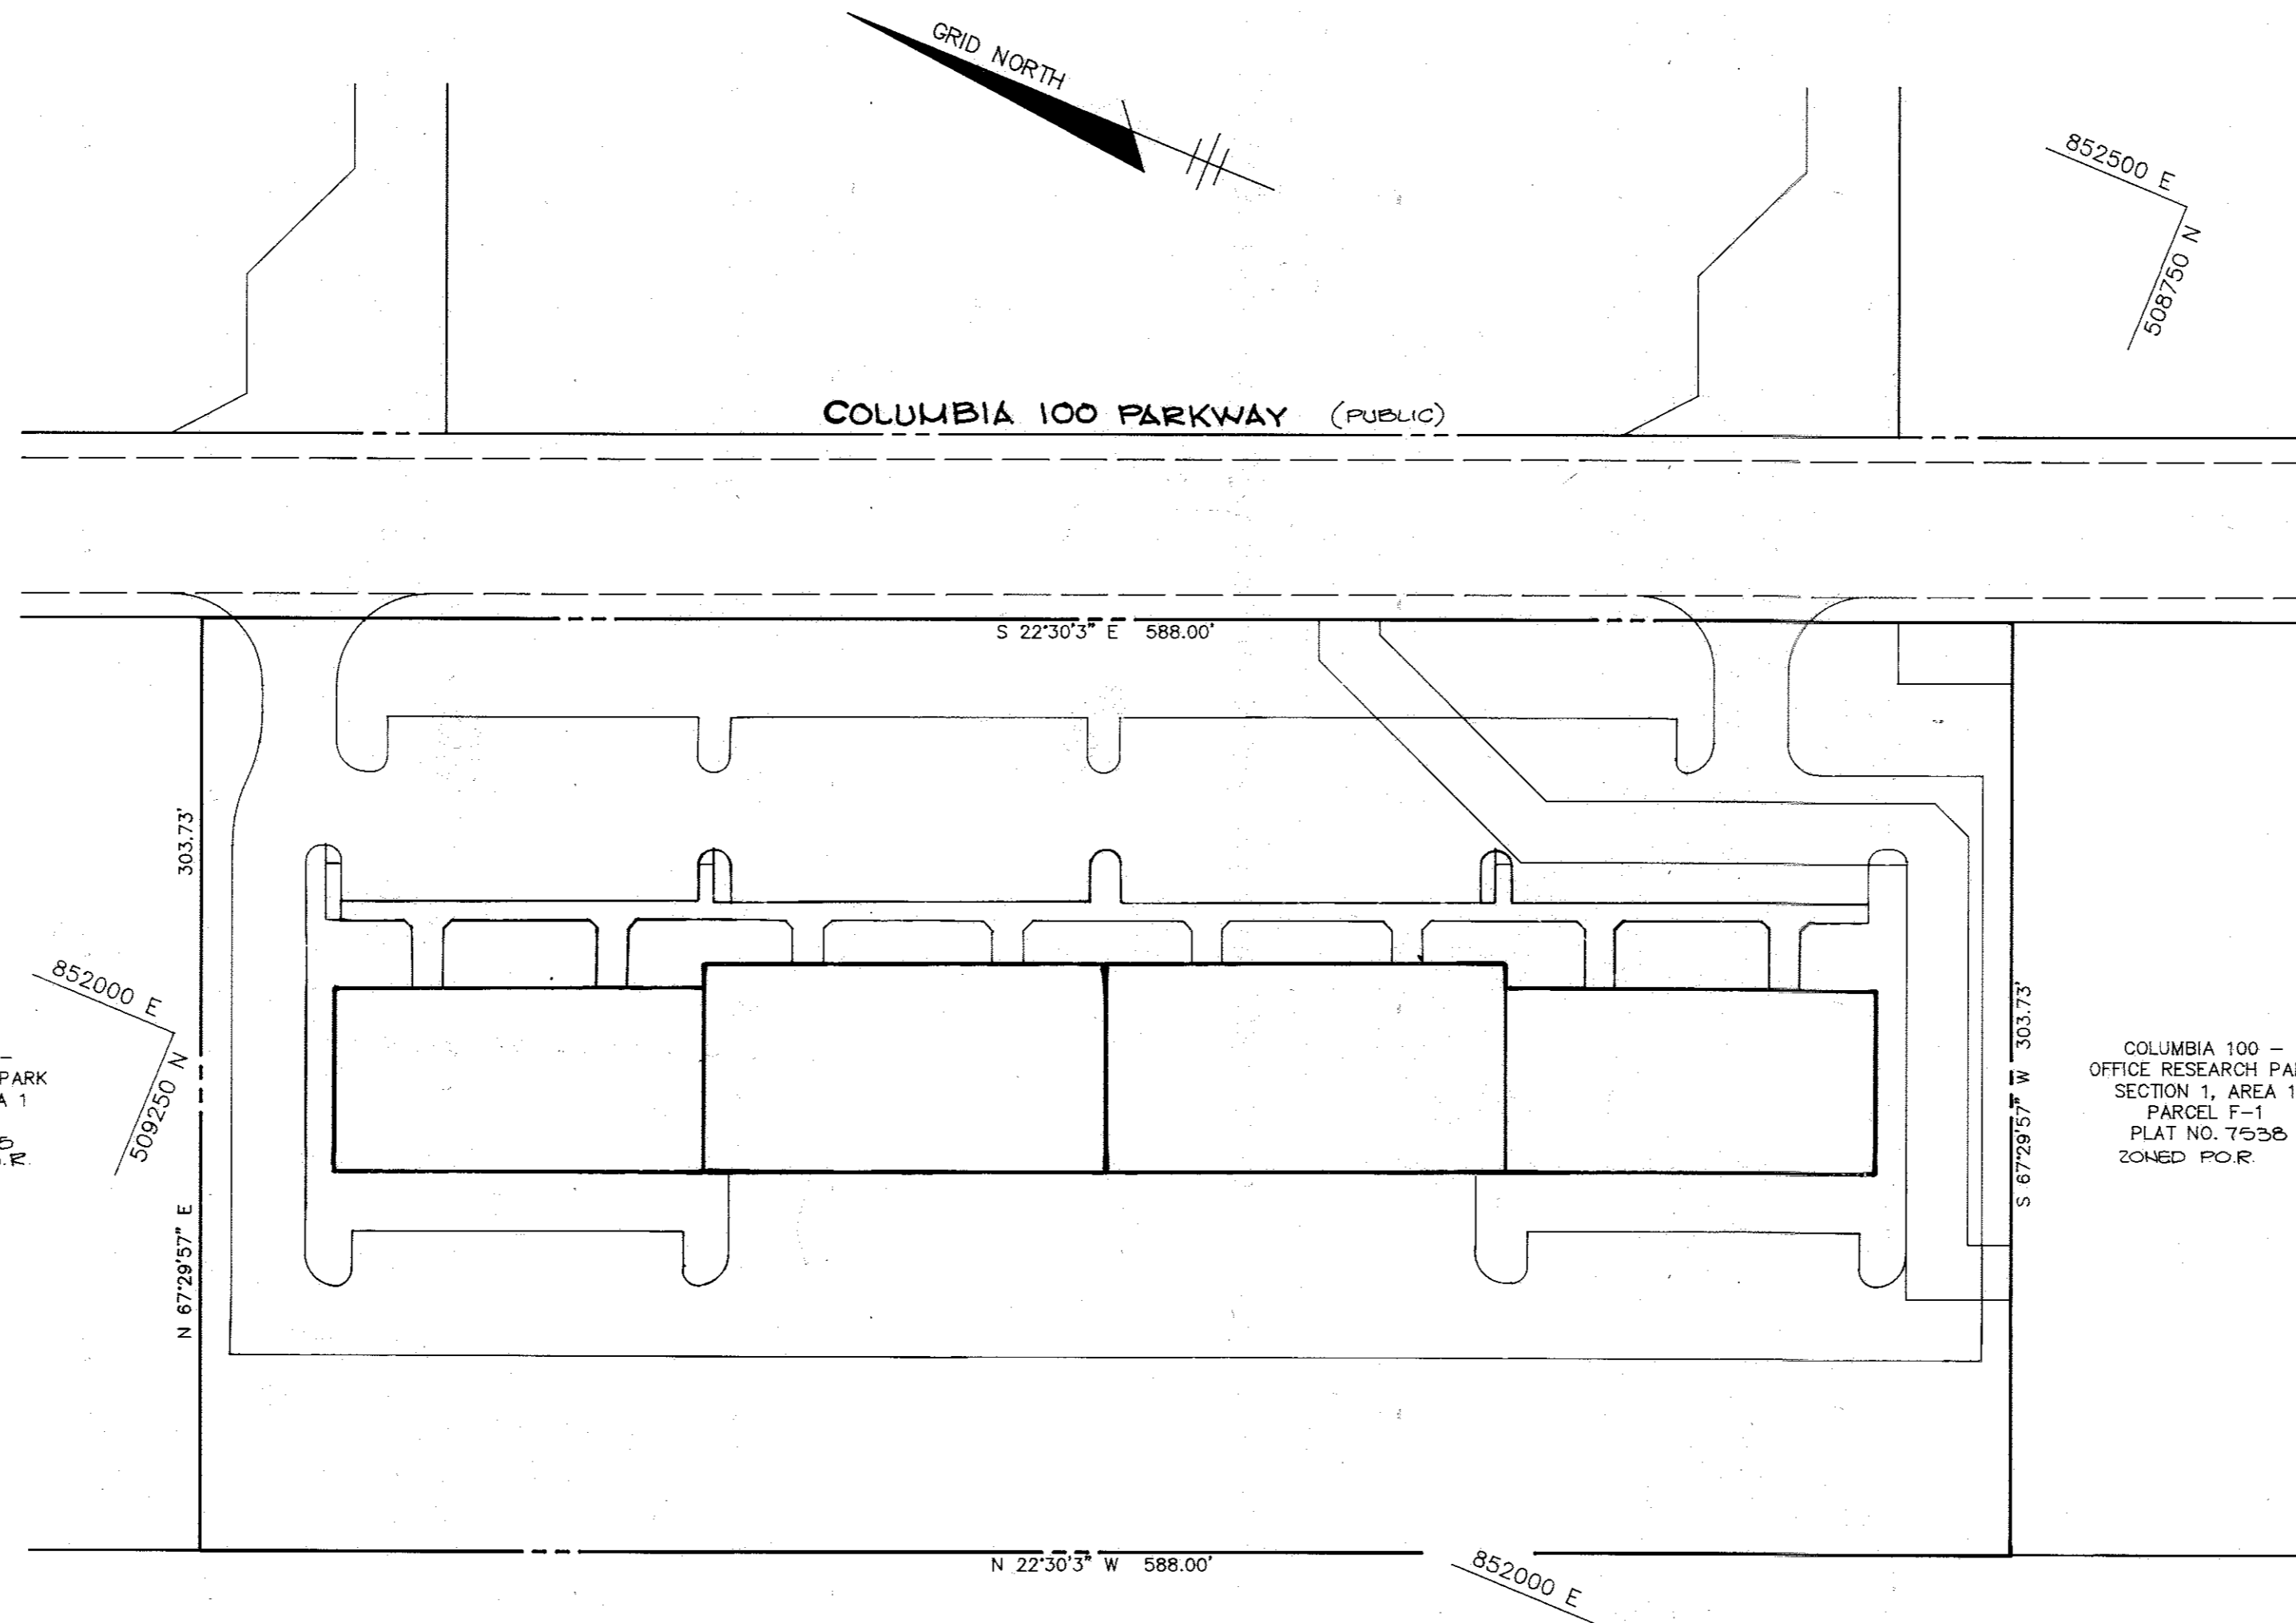 GRID NORTH
852500 E
508750 N
COLUMBIA 100 PARKWAY (PUBLIC)
S 22°30'3" E 588.00'
303.73'
N 67°29'57" E
852000 E
509250 N
PARK
A 1
S 67°29'57" W 303.73'
COLUMBIA 100 –
OFFICE RESEARCH PA
SECTION 1, AREA 1
PARCEL F-1
PLAT NO. 7538
ZONED P.O.R.
N 22°30'3" W 588.00'
852000 E